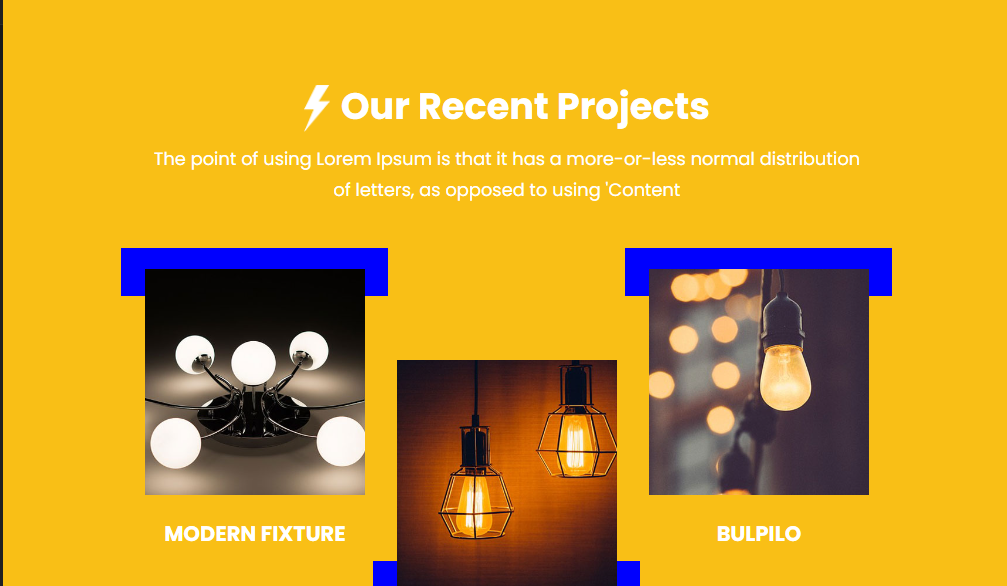 Our Recent Projects
The point of using Lorem Ipsum is that it has a more-or-less normal distribution
of letters, as opposed to using 'Content
MODERN FIXTURE
BULPILO